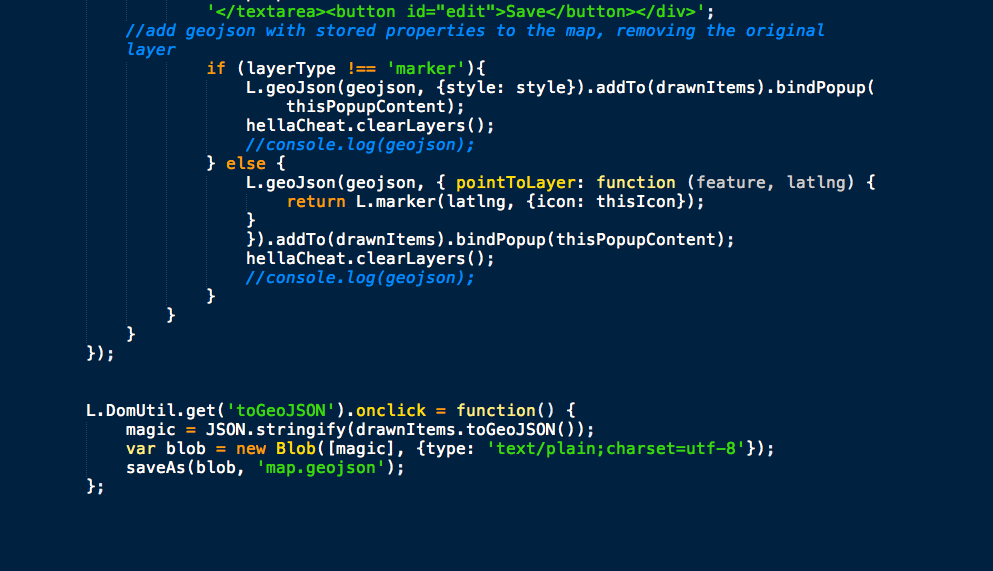 '</textarea><button id="edit">Save</button></div>';
//add geojson with stored properties to the map, removing the original
layer
if (layerType !== 'marker'){
L.geoJson(geojson, {style: style}).addTo(drawnItems).bindPopup(
thisPopupContent);
hellaCheat.clearLayers();
//console.log(geojson);
} else {
L.geoJson(geojson, { pointToLayer: function (feature, latlng) {
return L.marker(latlng, {icon: thisIcon});
}
}).addTo(drawnItems).bindPopup(thisPopupContent);
hellaCheat.clearLayers();
//console.log(geojson);
}
}
}
});
L.DomUtil.get('toGeoJSON').onclick = function() {
magic = JSON.stringify(drawnItems.toGeoJSON());
var blob = new Blob([magic], {type: 'text/plain;charset=utf-8'});
saveAs(blob, 'map.geojson');
};